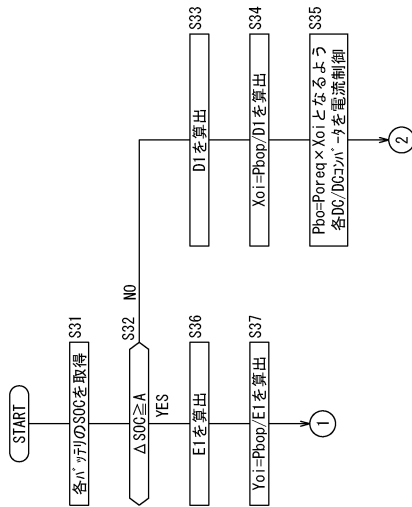 START
各バッテリのSOCを取得
S31
ΔSOC≧A
S32
NO
YES
E1を算出
S36
Yoi=Pbop/E1を算出
S37
1
D1を算出
S33
Xoi=Pbop/D1を算出
S34
Pbo=Poreq×Xoiとなるよう
各DC/DCコンバータを電流制御
S35
2